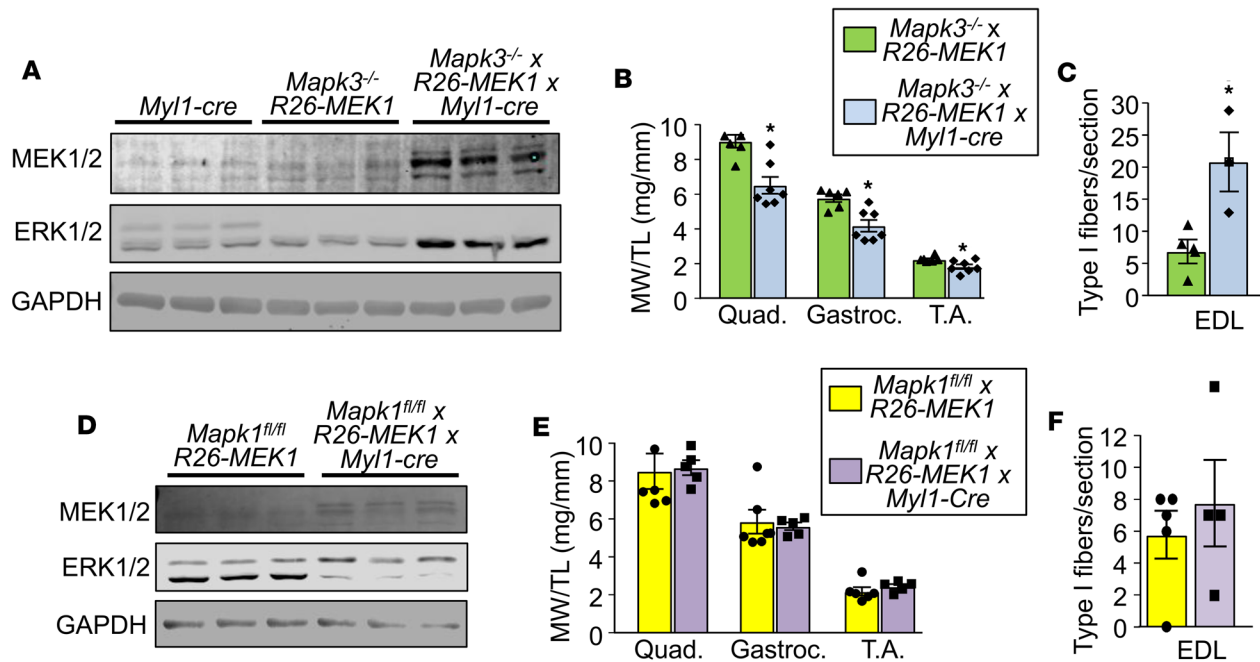 A
Myl1-cre
Mapk3-/-
R26-MEK1
Mapk3-/- x
R26-MEK1 x
Myl1-cre
MEK1/2
ERK1/2
GAPDH
B
Mapk3-/- x
R26-MEK1
Mapk3-/- x
R26-MEK1 x
Myl1-cre
MW/TL (mg/mm)
10
8
6
4
2
0
*
*
*
Quad.
Gastroc.
T.A.
C
Type I fibers/section
30
25
20
15
10
5
0
*
EDL
D
Mapk1fl/fl
R26-MEK1
Mapk1fl/fl x
R26-MEK1 x
Myl1-cre
MEK1/2
ERK1/2
GAPDH
E
Mapk1fl/fl x
R26-MEK1
Mapk1fl/fl x
R26-MEK1 x
Myl1-Cre
MW/TL (mg/mm)
10
8
6
4
2
0
Quad.
Gastroc.
T.A.
F
Type I fibers/section
12
10
8
6
4
2
0
EDL